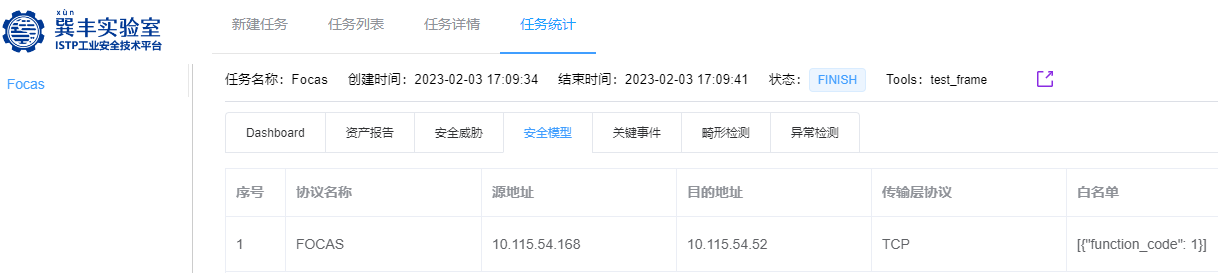 xùn
巽丰实验室
ISTP工业安全技术平台
新建任务 任务列表 任务详情 任务统计
Focas
任务名称：Focas 创建时间：2023-02-03 17:09:34 结束时间：2023-02-03 17:09:41 状态： FINISH Tools：test_frame
Dashboard 资产报告 安全威胁 安全模型 关键事件 畸形检测 异常检测
序号 协议名称 源地址 目的地址 传输层协议 白名单
1 FOCAS 10.115.54.168 10.115.54.52 TCP [{"function_code": 1}]